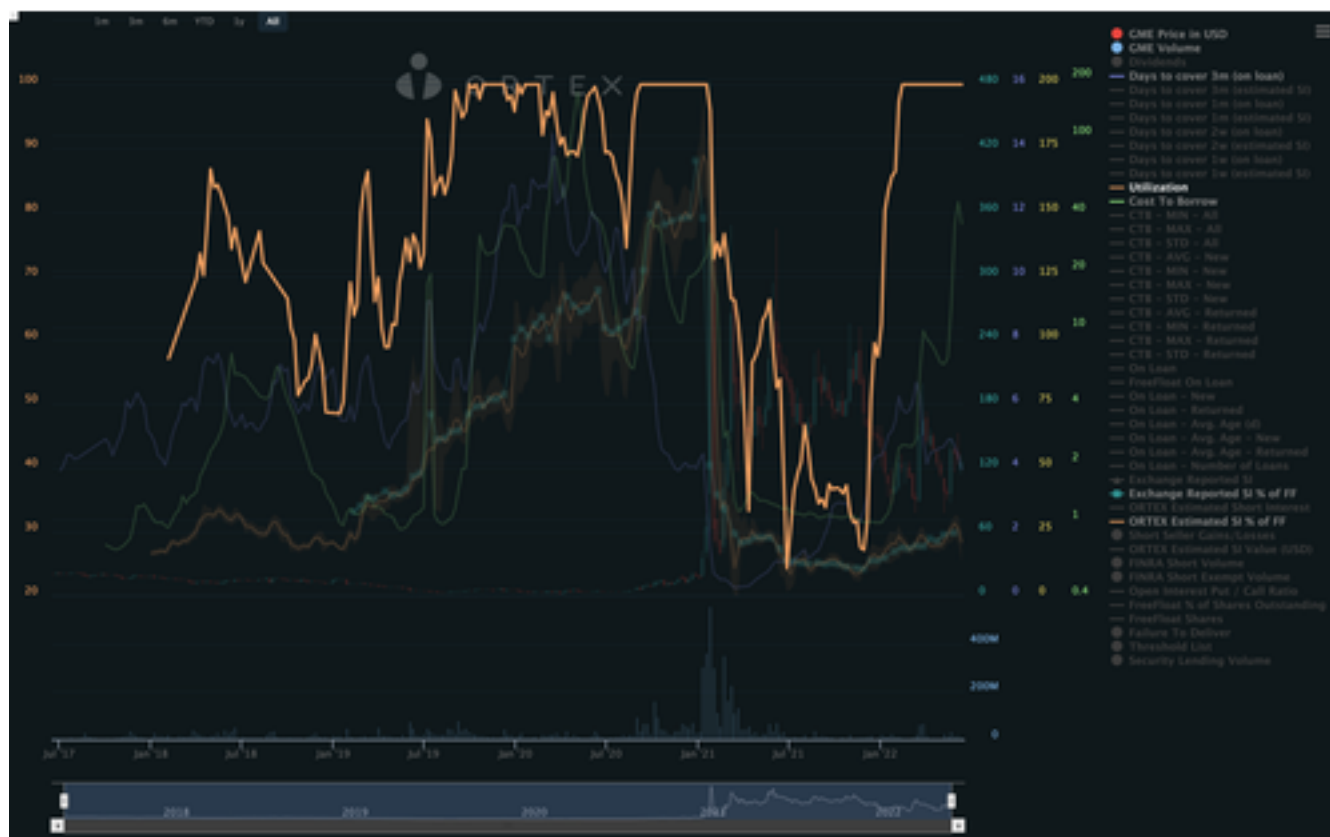 1m 3m 6m YTD 1y All
ORTEX
100
90
80
70
60
50
40
30
20
480 16 200 200
100
420 14 175
360 12 150 40
300 10 125 20
240 8 100 10
180 6 75 4
120 4 50 2
60 2 25 1
0 0 0 0.4
400M
200M
0
Jul '17 Jan '18 Jul '18 Jan '19 Jul '19 Jan '20 Jul '20 Jan '21 Jul '21 Jan '22
2018 2019 2020 2021 2022
GME Price in USD
GME Volume
Dividends
Days to cover 3m (on loan)
Days to cover 3m (estimated SI)
Days to cover 1m (on loan)
Days to cover 1m (estimated SI)
Days to cover 2w (on loan)
Days to cover 2w (estimated SI)
Days to cover 1w (on loan)
Days to cover 1w (estimated SI)
Utilization
Cost To Borrow
CTB - MIN - All
CTB - MAX - All
CTB - STD - All
CTB - AVG - New
CTB - MIN - New
CTB - MAX - New
CTB - STD - New
CTB - AVG - Returned
CTB - MIN - Returned
CTB - MAX - Returned
CTB - STD - Returned
On Loan
FreeFloat On Loan
On Loan - New
On Loan - Returned
On Loan - Avg. Age (d)
On Loan - Avg. Age - New
On Loan - Avg. Age - Returned
On Loan - Number of Loans
Exchange Reported SI
Exchange Reported SI % of FF
ORTEX Estimated Short Interest
ORTEX Estimated SI % of FF
Short Seller Gains/Losses
ORTEX Estimated SI Value (USD)
FINRA Short Volume
FINRA Short Exempt Volume
Open Interest Put / Call Ratio
FreeFloat % of Shares Outstanding
FreeFloat Shares
Failure To Deliver
Threshold List
Security Lending Volume